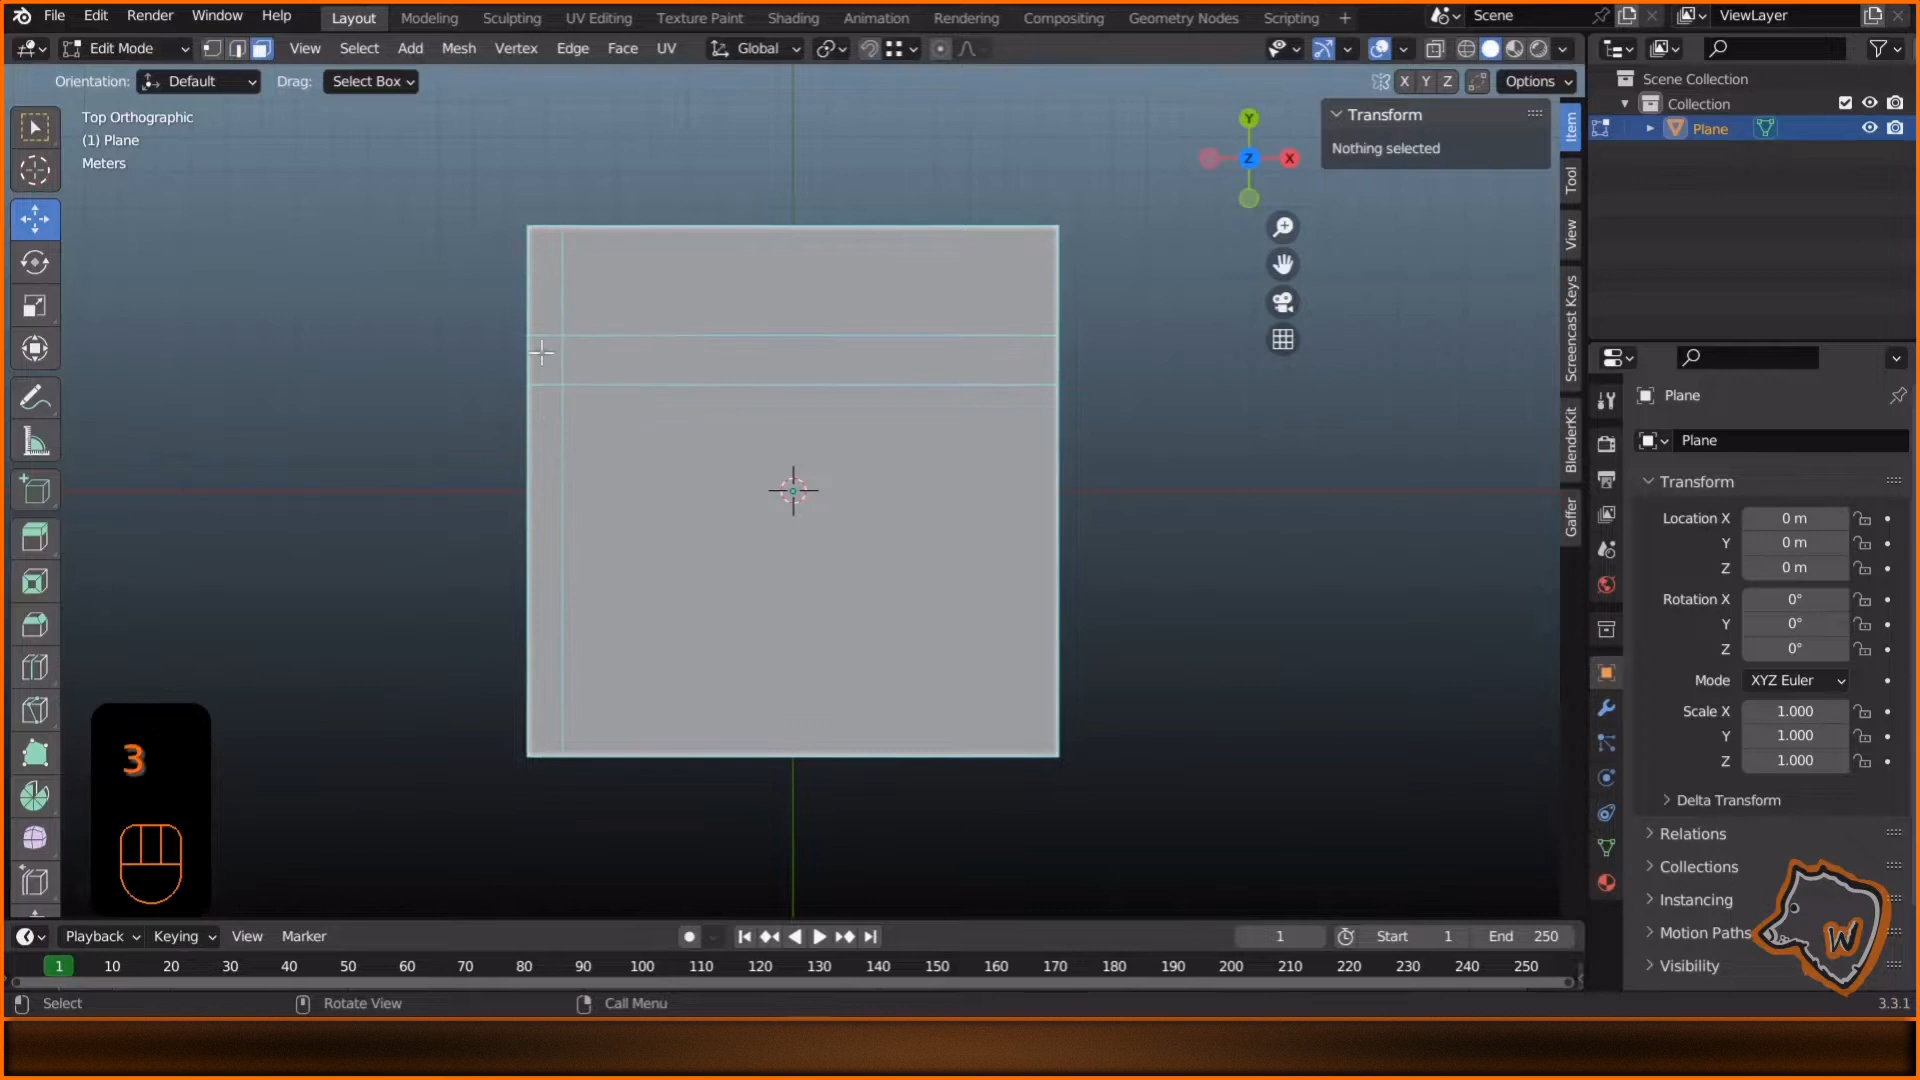 File Edit Render Window Help Layout Modeling Sculpting UV Editing Texture Paint Shading Animation Rendering Compositing Geometry Nodes Scripting + Scene ViewLayer
Edit Mode View Select Add Mesh Vertex Edge Face UV Global
Orientation: Default Drag: Select Box X Y Z Options
Scene Collection
Collection
Plane
Top Orthographic
(1) Plane
Meters
Y
X
Z
Transform
Nothing selected
Item
Tool
View
Screencast Keys
BlenderKit
Gaffer
Plane
Plane
Transform
Location X 0 m
Y 0 m
Z 0 m
Rotation X 0°
Y 0°
Z 0°
Mode XYZ Euler
Scale X 1.000
Y 1.000
Z 1.000
Delta Transform
Relations
Collections
Instancing
Motion Paths
Visibility
3
W
Playback Keying View Marker 1 Start 1 End 250
1 10 20 30 40 50 60 70 80 90 100 110 120 130 140 150 160 170 180 190 200 210 220 230 240 250
Select Rotate View Call Menu 3.3.1